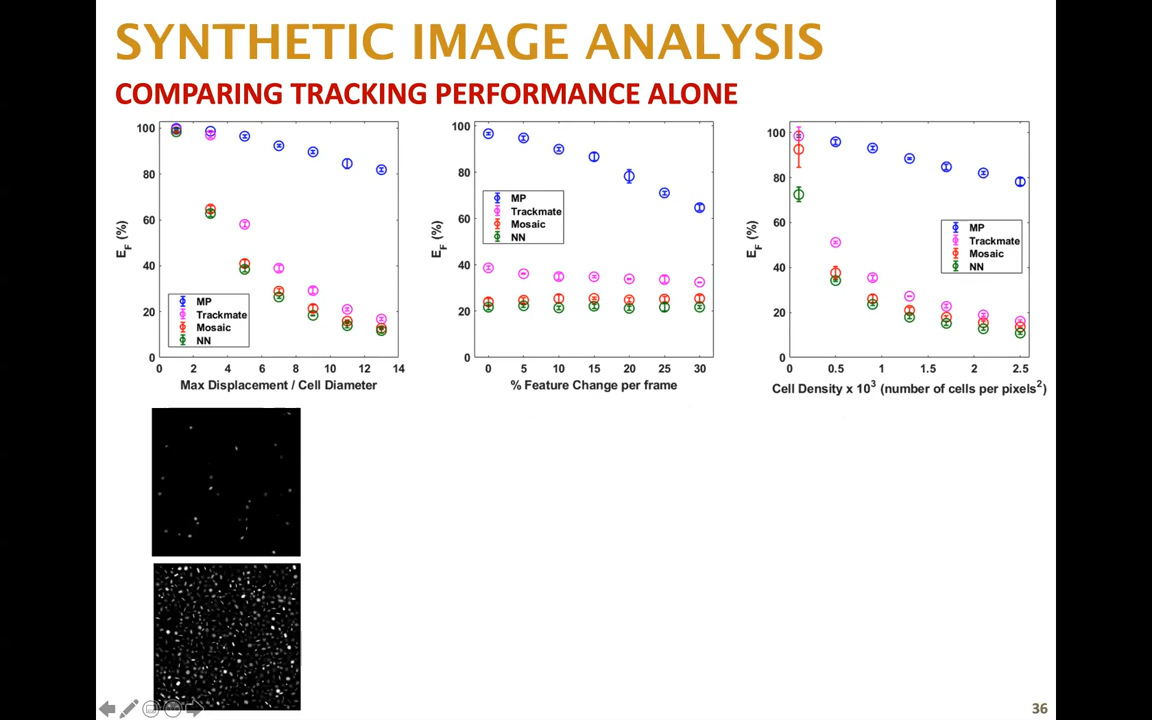 SYNTHETIC IMAGE ANALYSIS
COMPARING TRACKING PERFORMANCE ALONE
100
80
60
40
20
0
E_F (%)
MP
Trackmate
Mosaic
NN
0 2 4 6 8 10 12 14
Max Displacement / Cell Diameter
100
80
60
40
20
0
E_F (%)
MP
Trackmate
Mosaic
NN
0 5 10 15 20 25 30
% Feature Change per frame
100
80
60
40
20
0
E_F (%)
MP
Trackmate
Mosaic
NN
0 0.5 1 1.5 2 2.5
Cell Density x 10³ (number of cells per pixels²)
36